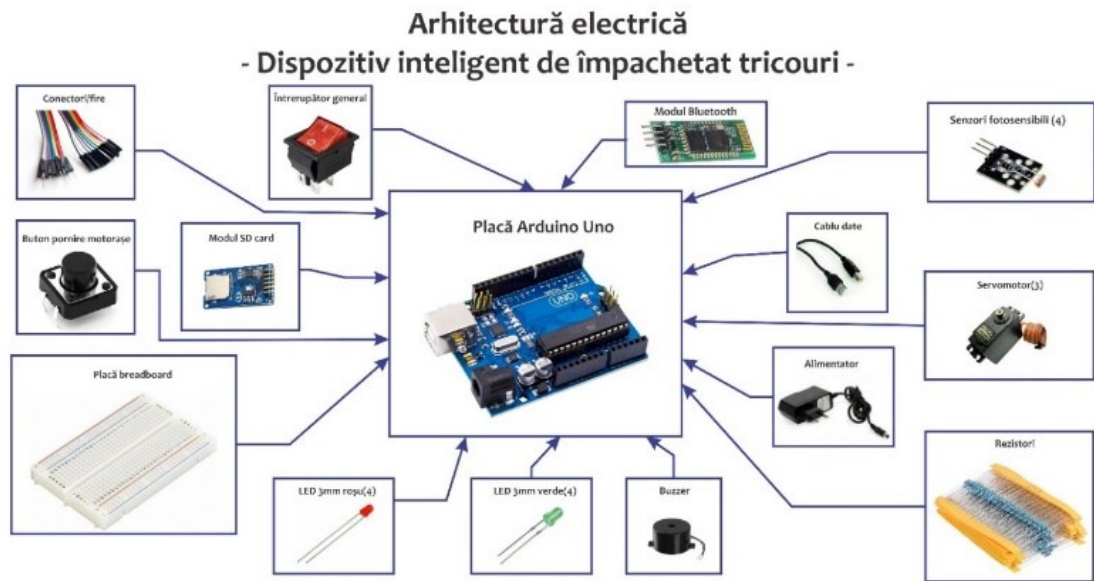 Arhitectură electrică
- Dispozitiv inteligent de împachetat tricouri -
Conectori/fire
Întrerupător general
Modul Bluetooth
Senzori fotosensibili (4)
Placă Arduino Uno
Buton pornire motorașe
Modul SD card
Cablu date
Servomotor(3)
Placă breadboard
Alimentator
Rezistori
LED 3mm roșu(4)
LED 3mm verde(4)
Buzzer
UNO